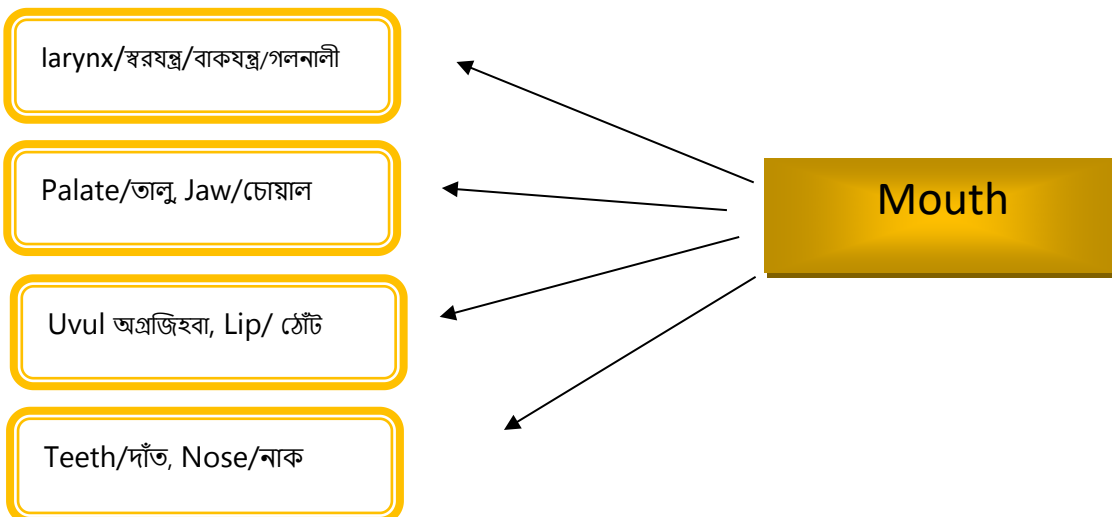 larynx/স্বরযন্ত্র/বাকযন্ত্র/গলনালী
Palate/তালু, Jaw/চোয়াল
Uvul অগ্রজিহবা, Lip/ ঠোঁট
Teeth/দাঁত, Nose/নাক
Mouth